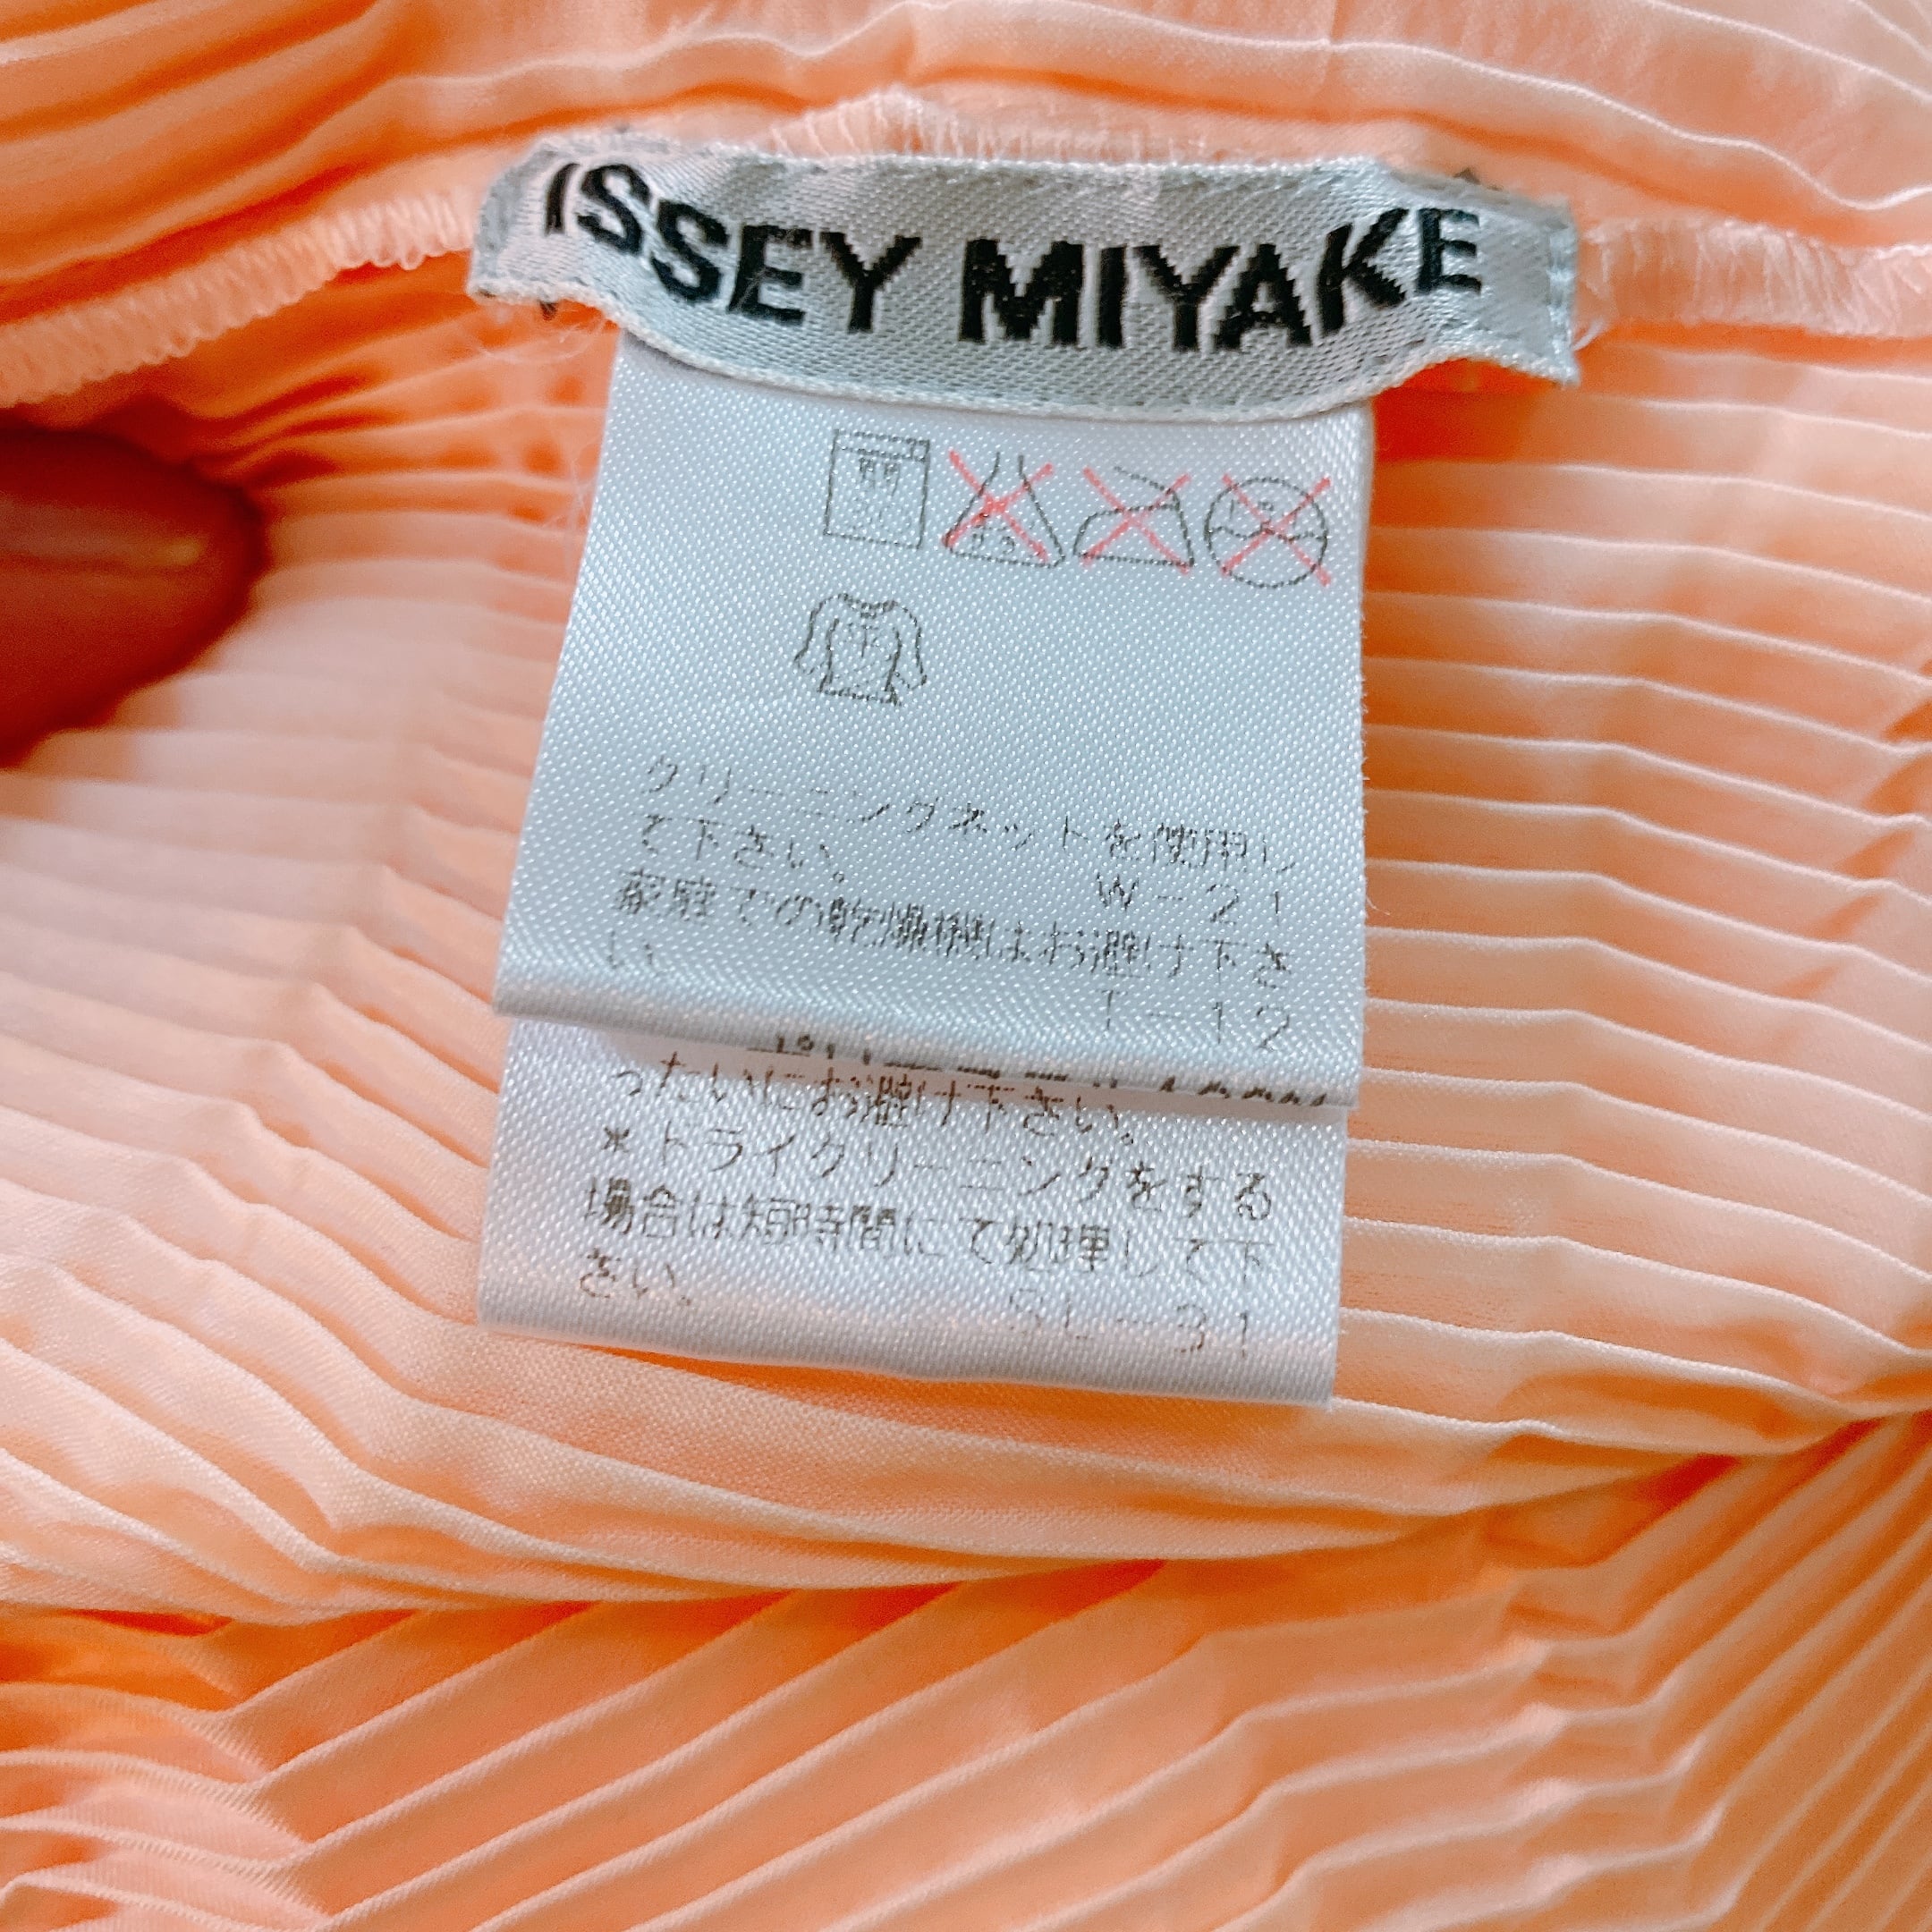 ISSEY MIYAKE
クリーニングネットを使用し
て下さい。
W-21
家庭での乾燥機はお避け下さ
い
T-12
ったいにお避け下さい。
*ドライクリーニングをする
場合は短時間にて処理して下
さい。
SL-31